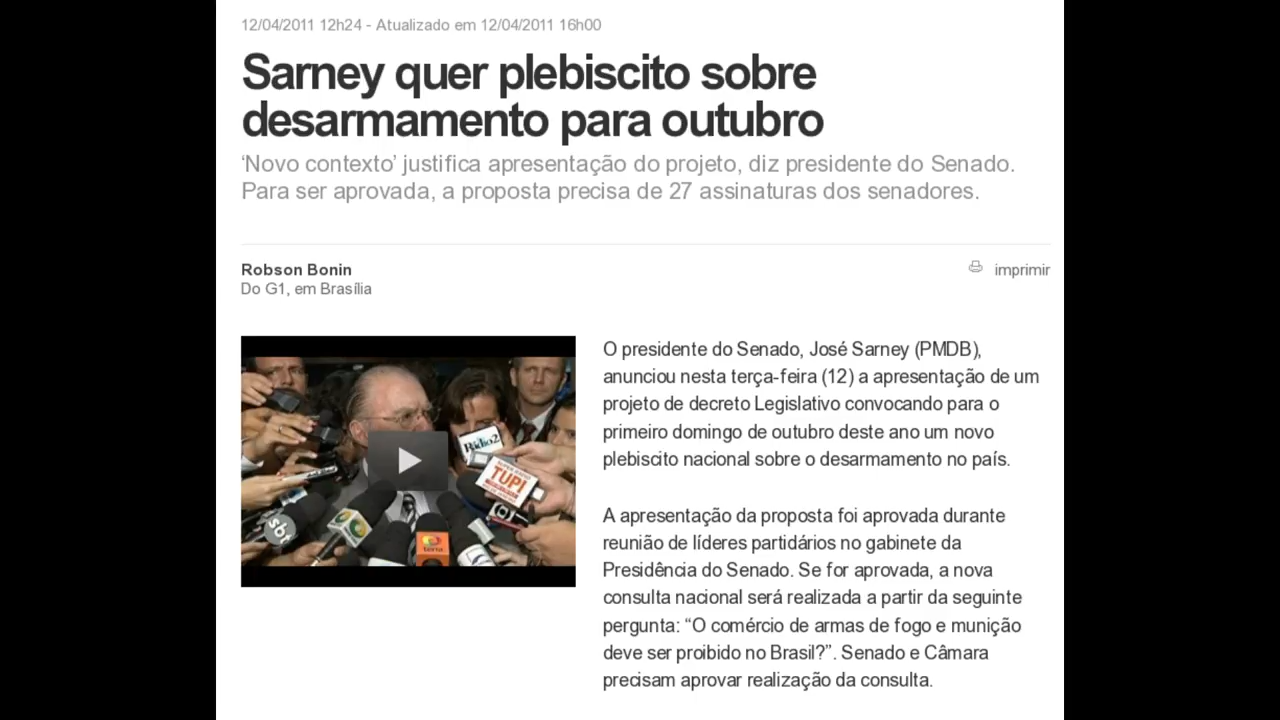 12/04/2011 12h24 - Atualizado em 12/04/2011 16h00
Sarney quer plebiscito sobre
desarmamento para outubro
‘Novo contexto’ justifica apresentação do projeto, diz presidente do Senado.
Para ser aprovada, a proposta precisa de 27 assinaturas dos senadores.
Robson Bonin
Do G1, em Brasília
imprimir
Rádio2
TUPI
sbt
terra
O presidente do Senado, José Sarney (PMDB),
anunciou nesta terça-feira (12) a apresentação de um
projeto de decreto Legislativo convocando para o
primeiro domingo de outubro deste ano um novo
plebiscito nacional sobre o desarmamento no país.
A apresentação da proposta foi aprovada durante
reunião de líderes partidários no gabinete da
Presidência do Senado. Se for aprovada, a nova
consulta nacional será realizada a partir da seguinte
pergunta: “O comércio de armas de fogo e munição
deve ser proibido no Brasil?”. Senado e Câmara
precisam aprovar realização da consulta.